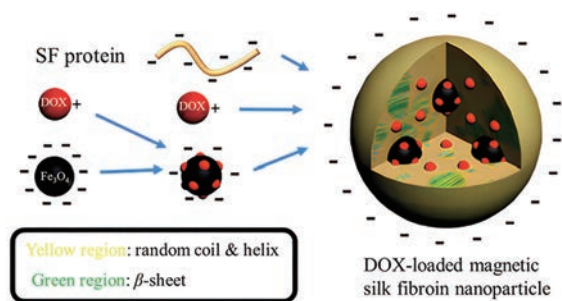 SF protein
DOX +
DOX +
Fe₃O₄
Yellow region: random coil & helix
Green region: β-sheet
DOX-loaded magnetic
silk fibroin nanoparticle